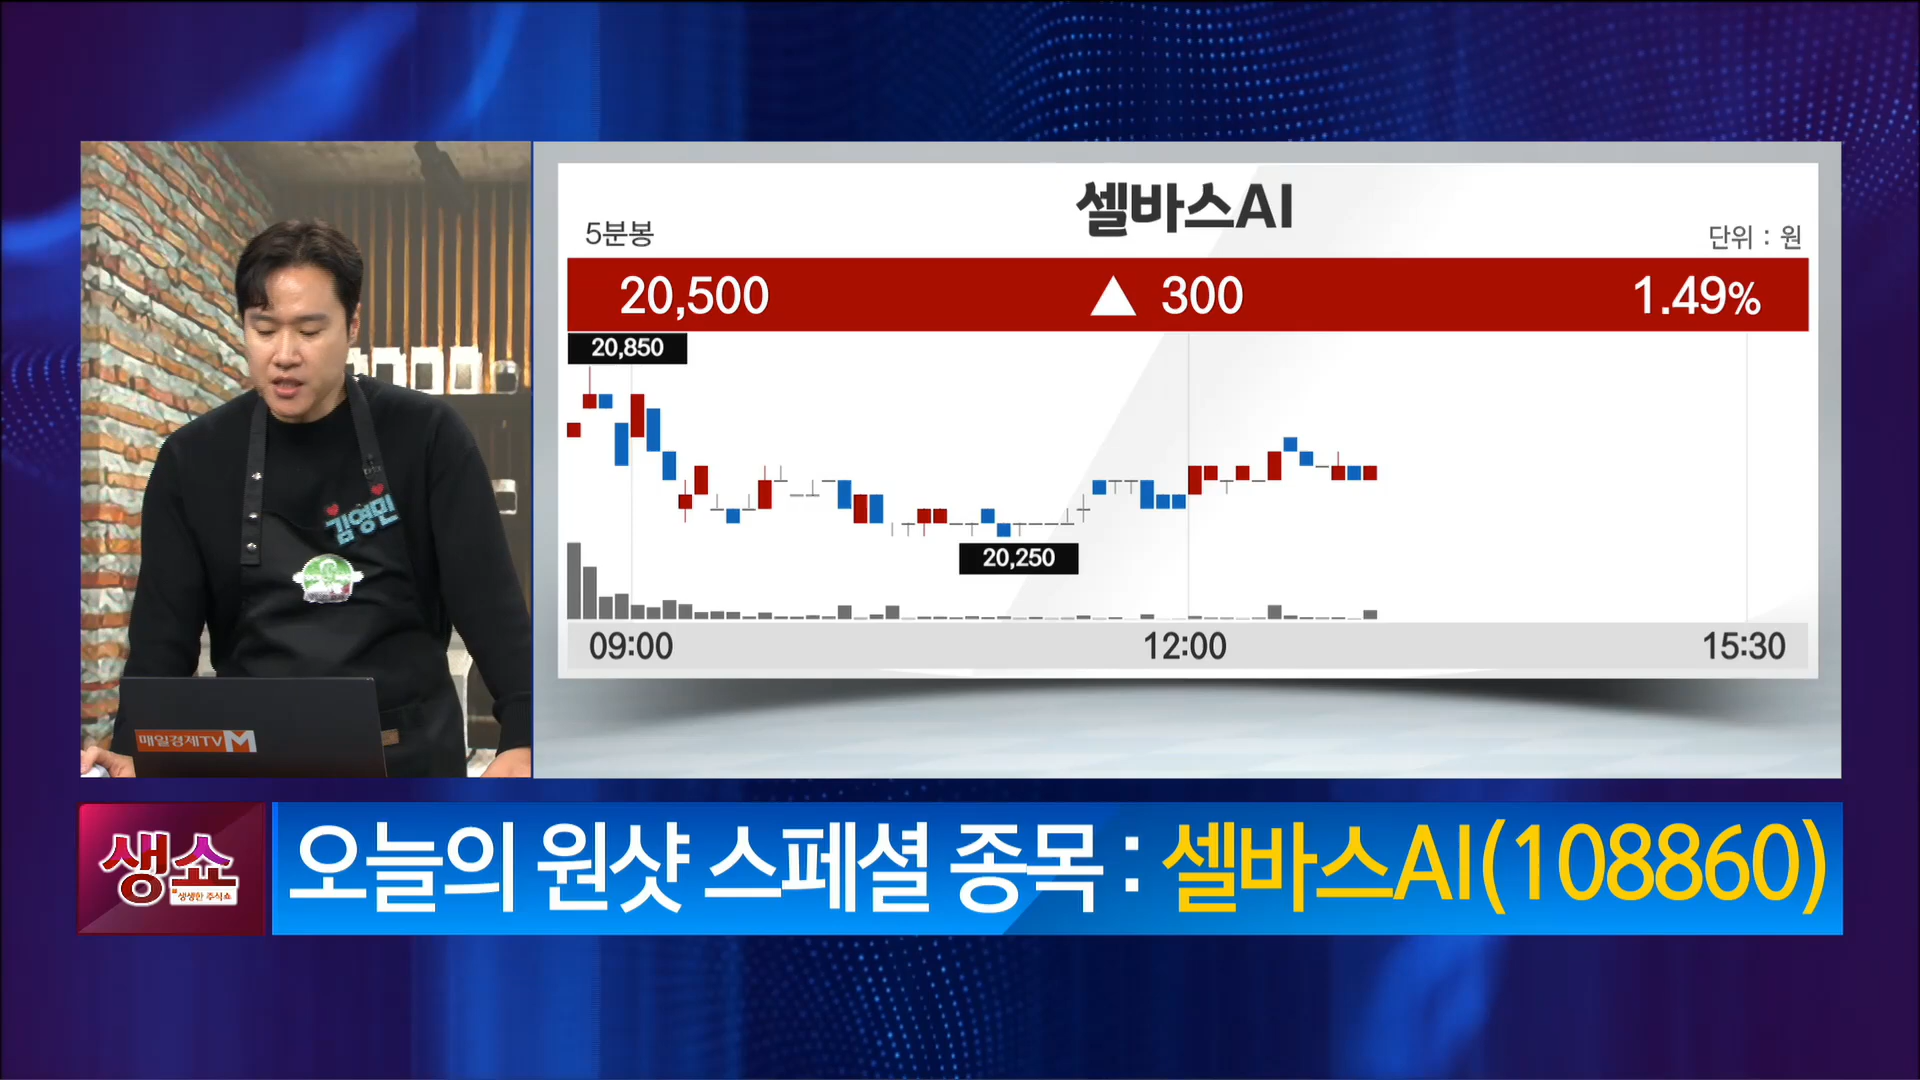 셀바스AI
5분봉
단위 : 원
20,500 ▲ 300 1.49%
20,850
20,250
09:00 12:00 15:30
김영민
매일경제TV M
생쇼
생생한 주식쇼
오늘의 원샷 스페셜 종목 : 셀바스AI(108860)